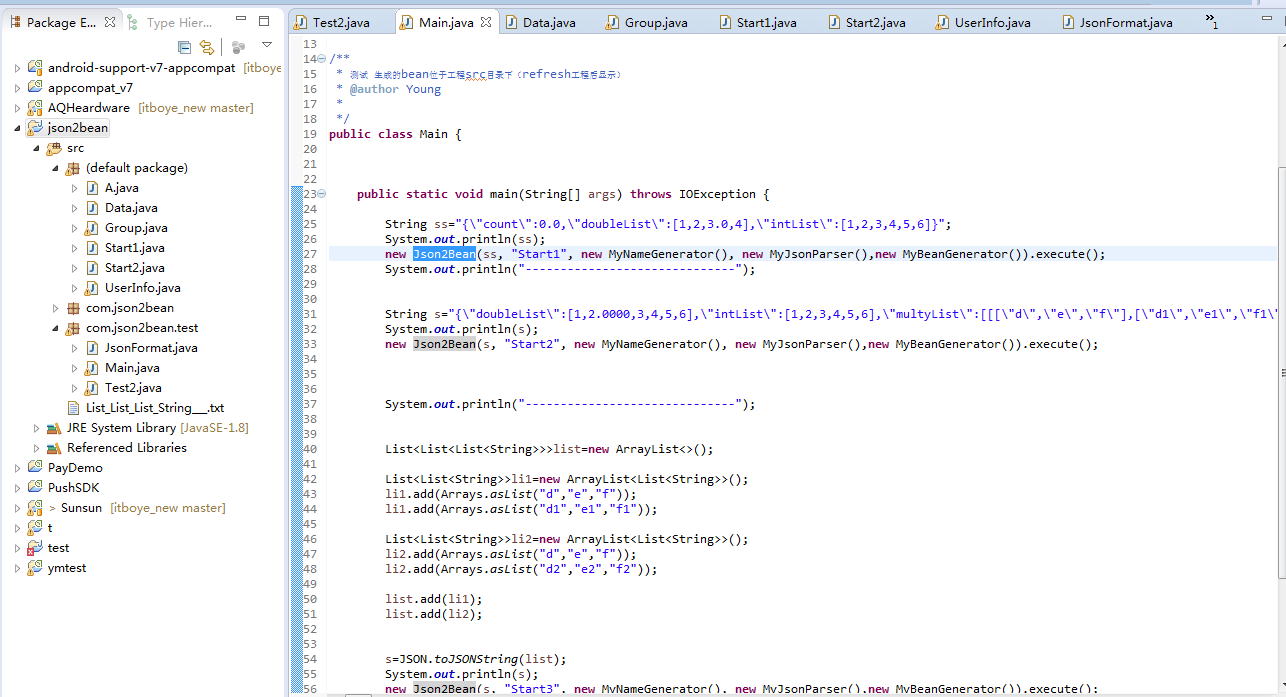 Package E...
Type Hier...
Test2.java
Main.java
Data.java
Group.java
Start1.java
Start2.java
UserInfo.java
JsonFormat.java
»1
android-support-v7-appcompat [itboye
appcompat_v7
AQHeardware [itboye_new master]
json2bean
src
(default package)
A.java
Data.java
Group.java
Start1.java
Start2.java
UserInfo.java
com.json2bean
com.json2bean.test
JsonFormat.java
Main.java
Test2.java
List_List_List_String__.txt
JRE System Library [JavaSE-1.8]
Referenced Libraries
PayDemo
PushSDK
> Sunsun [itboye_new master]
t
test
ymtest
13
14 /**
15 * 测试 生成的bean位于工程src目录下（refresh工程后显示）
16 * @author Young
17 *
18 */
19 public class Main {
20
21
22
23 public static void main(String[] args) throws IOException {
24
25 String ss="{\"count\":0.0,\"doubleList\":[1,2,3.0,4],\"intList\":[1,2,3,4,5,6]}";
26 System.out.println(ss);
27 new Json2Bean(ss, "Start1", new MyNameGenerator(), new MyJsonParser(),new MyBeanGenerator()).execute();
28 System.out.println("------------------------------");
29
30
31 String s="{\"doubleList\":[1,2.0000,3,4,5,6],\"intList\":[1,2,3,4,5,6],\"multyList\":[[[\"d\",\"e\",\"f\"],[\"d1\",\"e1\",\"f1\"
32 System.out.println(s);
33 new Json2Bean(s, "Start2", new MyNameGenerator(), new MyJsonParser(),new MyBeanGenerator()).execute();
34
35
36
37 System.out.println("------------------------------");
38
39
40 List<List<List<String>>>list=new ArrayList<>();
41
42 List<List<String>>li1=new ArrayList<List<String>>();
43 li1.add(Arrays.asList("d","e","f"));
44 li1.add(Arrays.asList("d1","e1","f1"));
45
46 List<List<String>>li2=new ArrayList<List<String>>();
47 li2.add(Arrays.asList("d","e","f"));
48 li2.add(Arrays.asList("d2","e2","f2"));
49
50 list.add(li1);
51 list.add(li2);
52
53
54 s=JSON.toJSONString(list);
55 System.out.println(s);
56 new Json2Bean(s, "Start3", new MyNameGenerator(), new MyJsonParser(),new MyBeanGenerator()).execute();